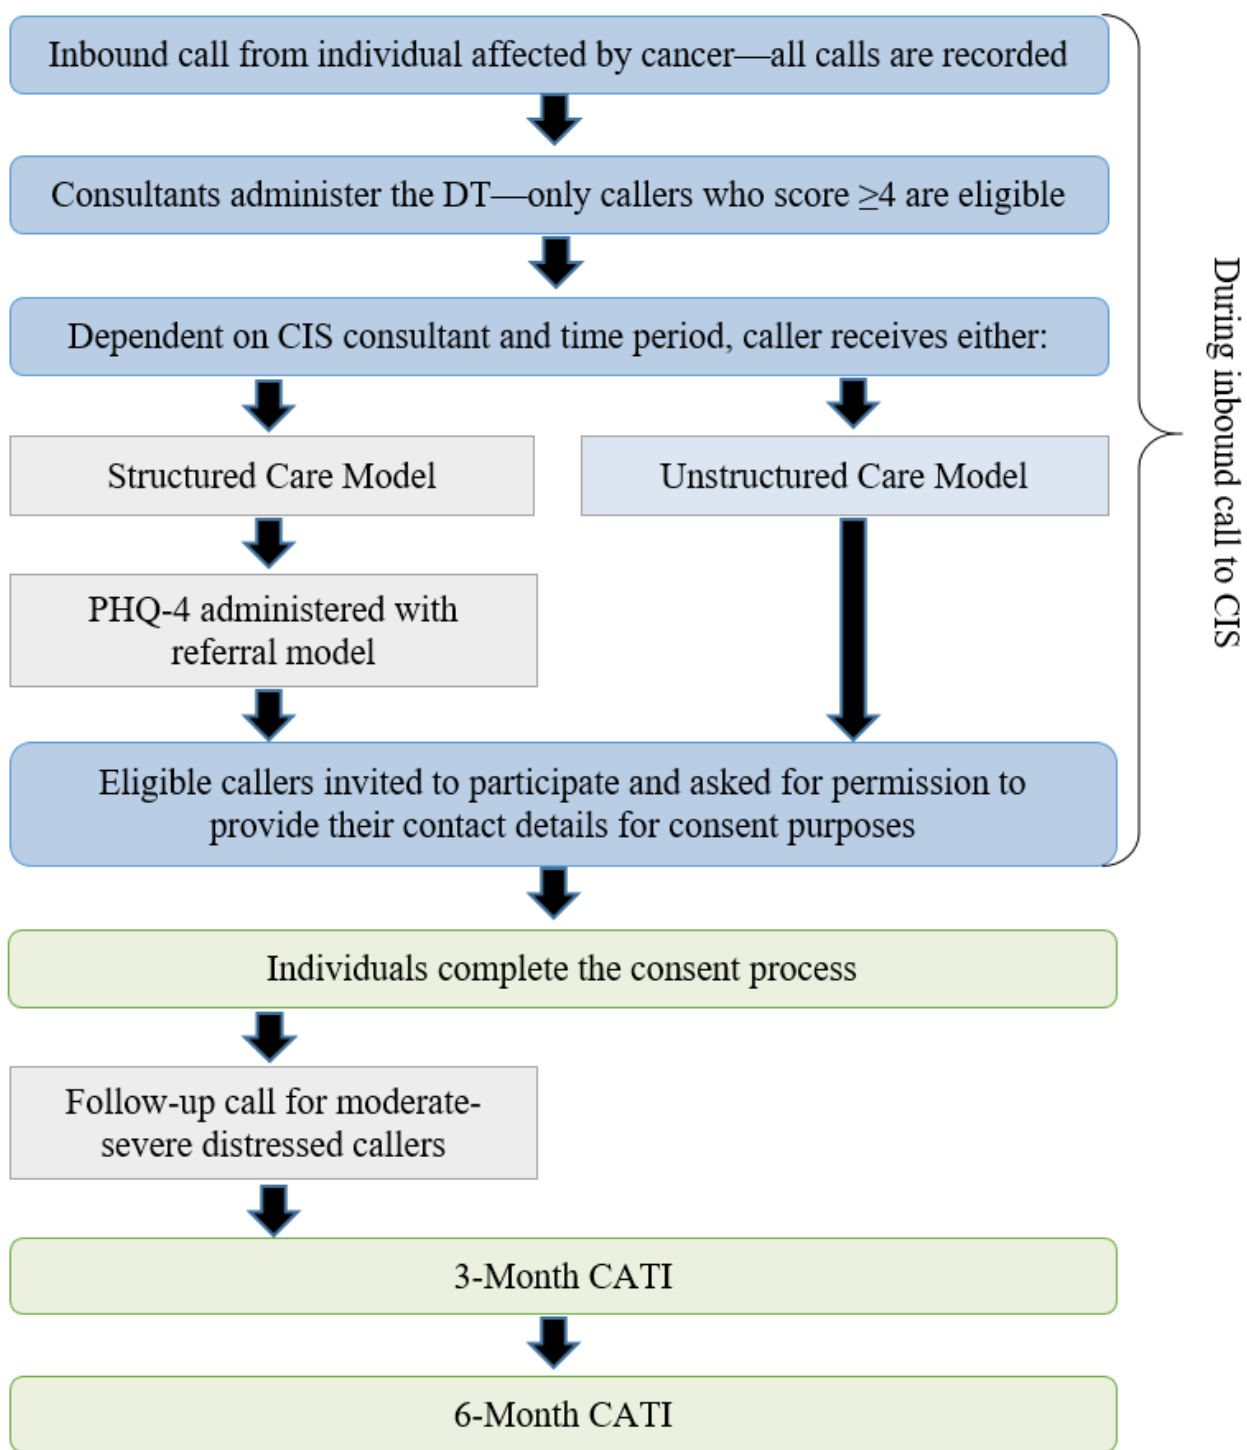 Inbound call from individual affected by cancer—all calls are recorded
Consultants administer the DT—only callers who score ≥4 are eligible
Dependent on CIS consultant and time period, caller receives either:
Structured Care Model
Unstructured Care Model
PHQ-4 administered with
referral model
Eligible callers invited to participate and asked for permission to
provide their contact details for consent purposes
During inbound call to CIS
Individuals complete the consent process
Follow-up call for moderate-
severe distressed callers
3-Month CATI
6-Month CATI